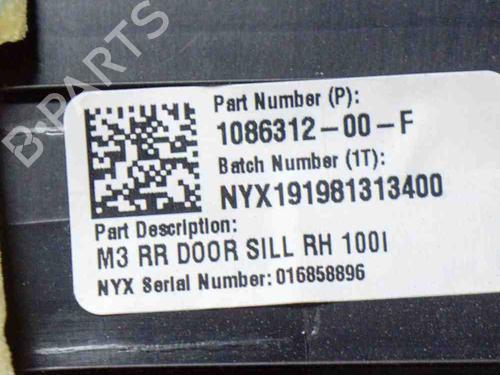 B-PARTS
Part Number (P):
1086312-00-F
Batch Number (1T):
NYX191981313400
Part Description:
M3 RR DOOR SILL RH 100I
NYX Serial Number: 016858896